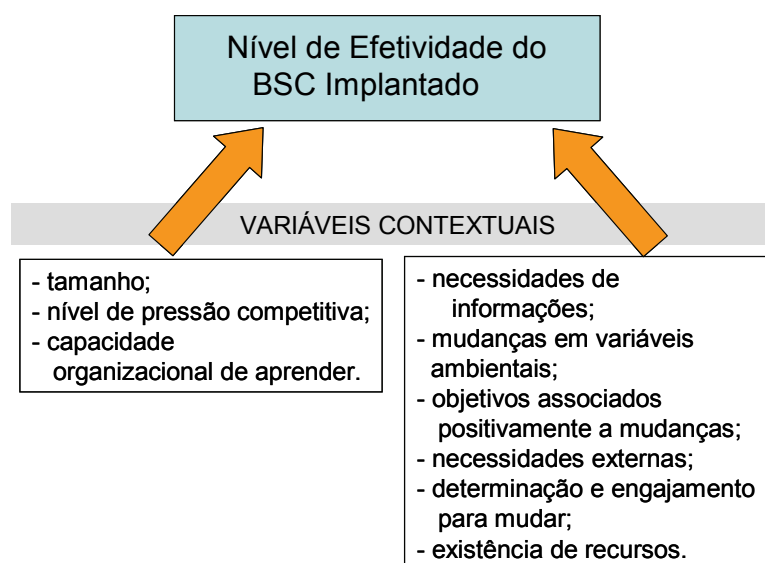 Nível de Efetividade do
BSC Implantado
VARIÁVEIS CONTEXTUAIS
- tamanho;
- nível de pressão competitiva;
- capacidade
organizacional de aprender.
- necessidades de
informações;
- mudanças em variáveis
ambientais;
- objetivos associados
positivamente a mudanças;
- necessidades externas;
- determinação e engajamento
para mudar;
- existência de recursos.